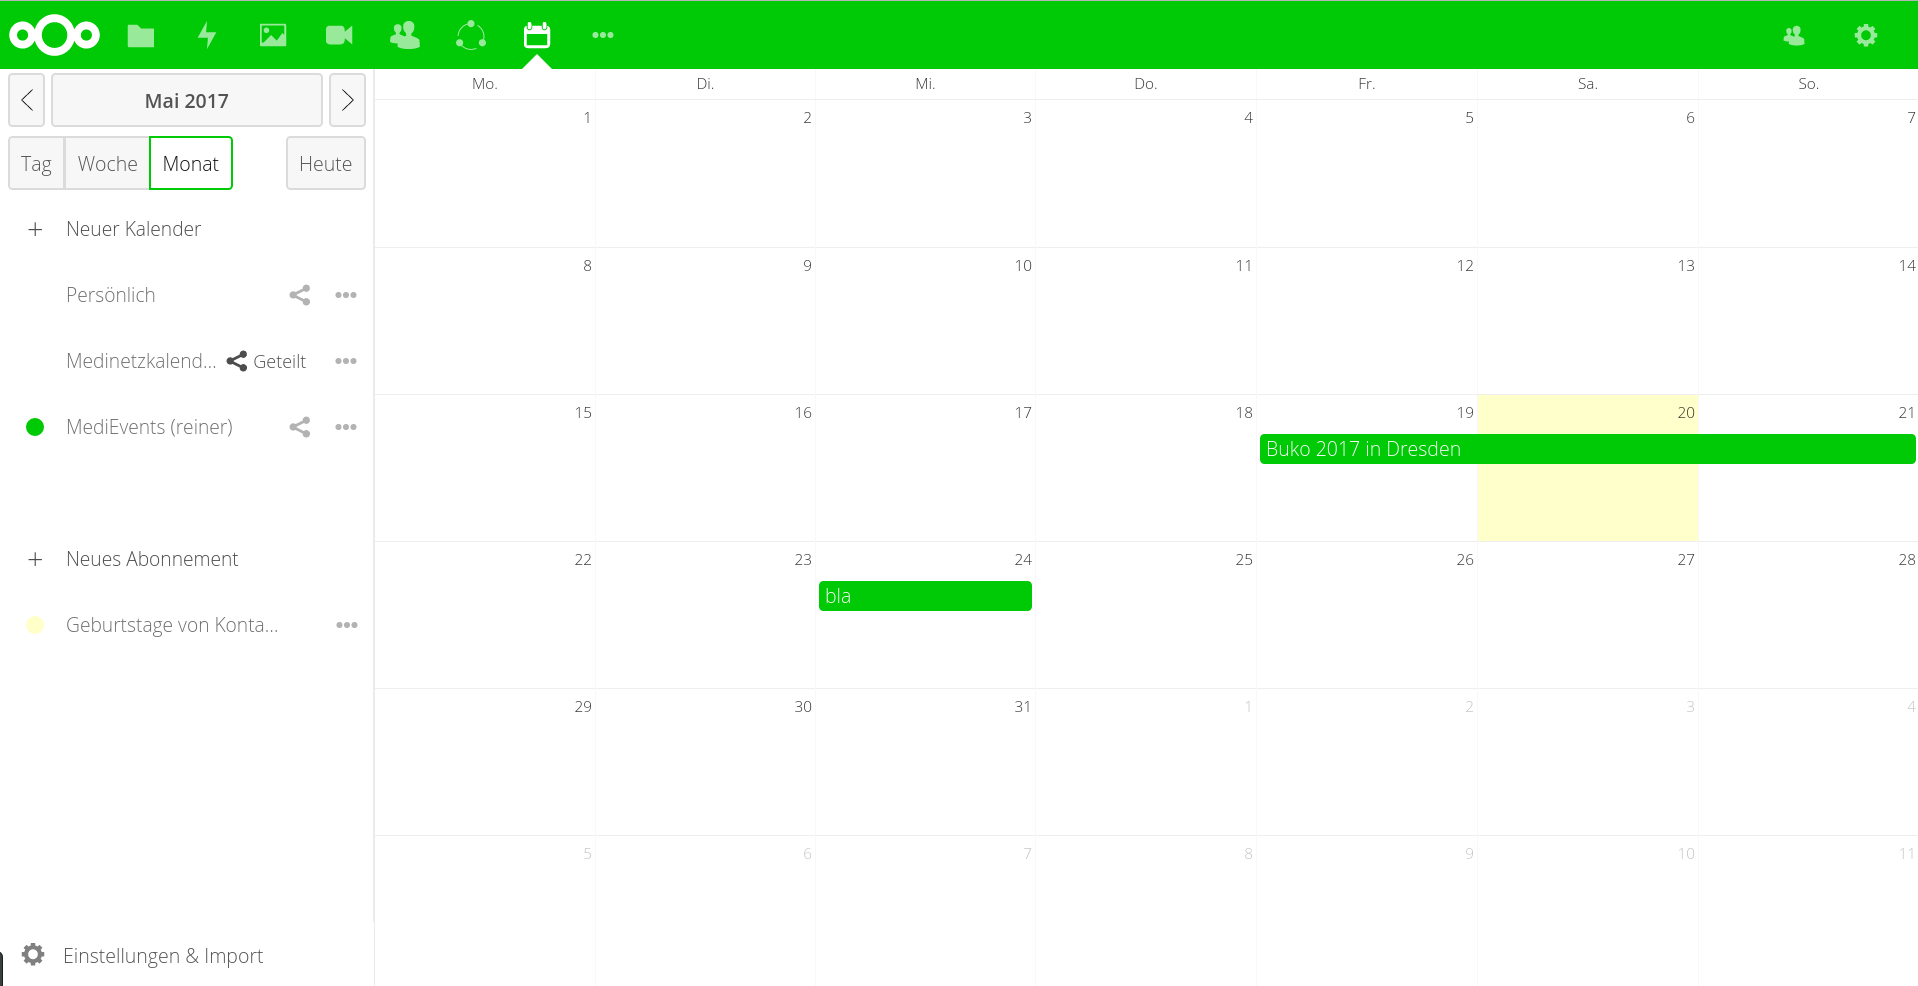 Mai 2017
Tag Woche Monat Heute
+ Neuer Kalender
Persönlich
Medinetzkalend... Geteilt
MediEvents (reiner)
+ Neues Abonnement
Geburtstage von Konta...
Einstellungen & Import
Mo. Di. Mi. Do. Fr. Sa. So.
1 2 3 4 5 6 7
8 9 10 11 12 13 14
15 16 17 18 19 20 21
Buko 2017 in Dresden
22 23 24 25 26 27 28
bla
29 30 31 1 2 3 4
5 6 7 8 9 10 11